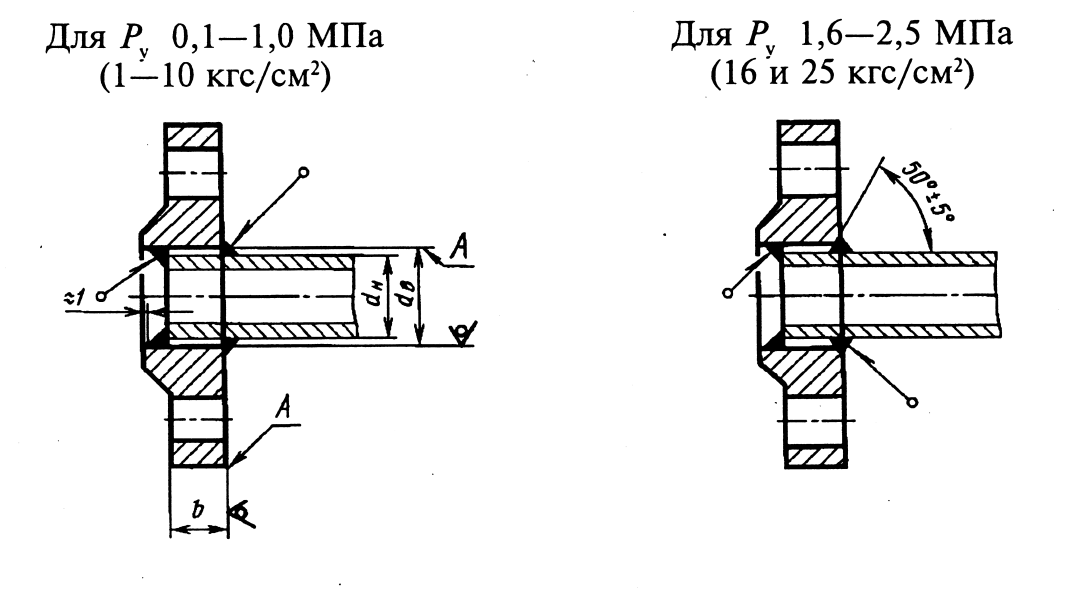 Для Pу 0,1—1,0 МПа
(1—10 кгс/см²)
Для Pу 1,6—2,5 МПа
(16 и 25 кгс/см²)
50°±5°
А
≈1
dн
dв
А
b